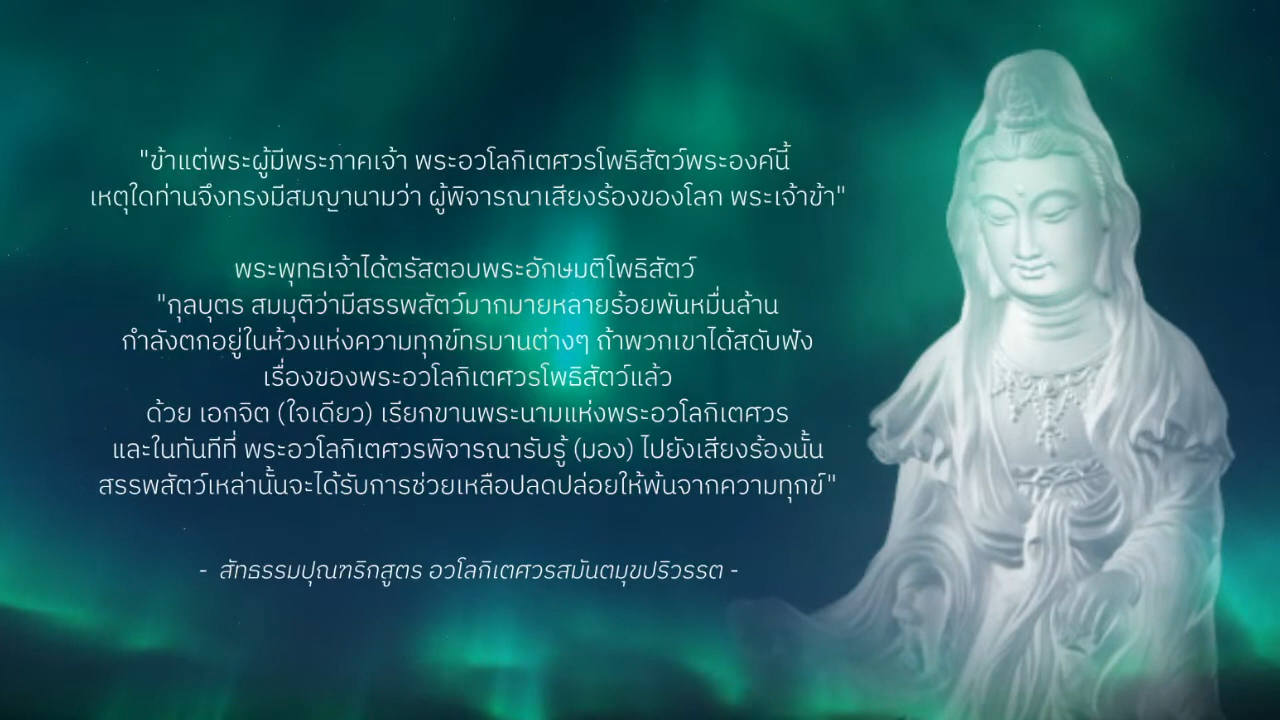 "ข้าแต่พระผู้มีพระภาคเจ้า พระอวโลกิเตศวรโพธิสัตว์พระองค์นี้
เหตุใดท่านจึงทรงมีสมญานามว่า ผู้พิจารณาเสียงร้องของโลก พระเจ้าข้า"
พระพุทธเจ้าได้ตรัสตอบพระอักษมติโพธิสัตว์
"กุลบุตร สมมุติว่ามีสรรพสัตว์มากมายหลายร้อยพันหมื่นล้าน
กำลังตกอยู่ในห้วงแห่งความทุกข์ทรมานต่างๆ ถ้าพวกเขาได้สดับฟัง
เรื่องของพระอวโลกิเตศวรโพธิสัตว์แล้ว
ด้วย เอกจิต (ใจเดียว) เรียกขานพระนามแห่งพระอวโลกิเตศวร
และในทันทีที่ พระอวโลกิเตศวรพิจารณารับรู้ (มอง) ไปยังเสียงร้องนั้น
สรรพสัตว์เหล่านั้นจะได้รับการช่วยเหลือปลดปล่อยให้พ้นจากความทุกข์"
- สัทธรรมปุณฑริกสูตร อวโลกิเตศวรสมันตมุขปริวรรต -